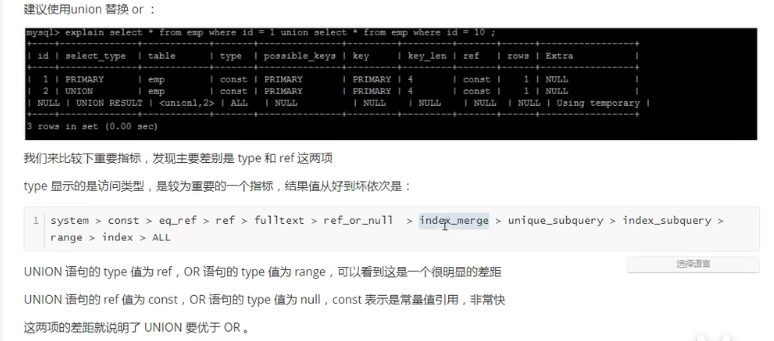 建议使用union 替换 or ：
mysql> explain select * from emp where id = 1 union select * from emp where id = 10 ;
| id | select_type | table | type | possible_keys | key | key_len | ref | rows | Extra |
| 1 | PRIMARY | emp | const | PRIMARY | PRIMARY | 4 | const | 1 | NULL |
| 2 | UNION | emp | const | PRIMARY | PRIMARY | 4 | const | 1 | NULL |
| NULL | UNION RESULT | <union1,2> | ALL | NULL | NULL | NULL | NULL | NULL | Using temporary |
3 rows in set (0.00 sec)
我们来比较下重要指标，发现主要差别是 type 和 ref 这两项
type 显示的是访问类型，是较为重要的一个指标，结果值从好到坏依次是：
1 system > const > eq_ref > ref > fulltext > ref_or_null > index_merge > unique_subquery > index_subquery >
range > index > ALL
选择语言
UNION 语句的 type 值为 ref，OR 语句的 type 值为 range，可以看到这是一个很明显的差距
UNION 语句的 ref 值为 const，OR 语句的 type 值为 null，const 表示是常量值引用，非常快
这两项的差距就说明了 UNION 要优于 OR 。